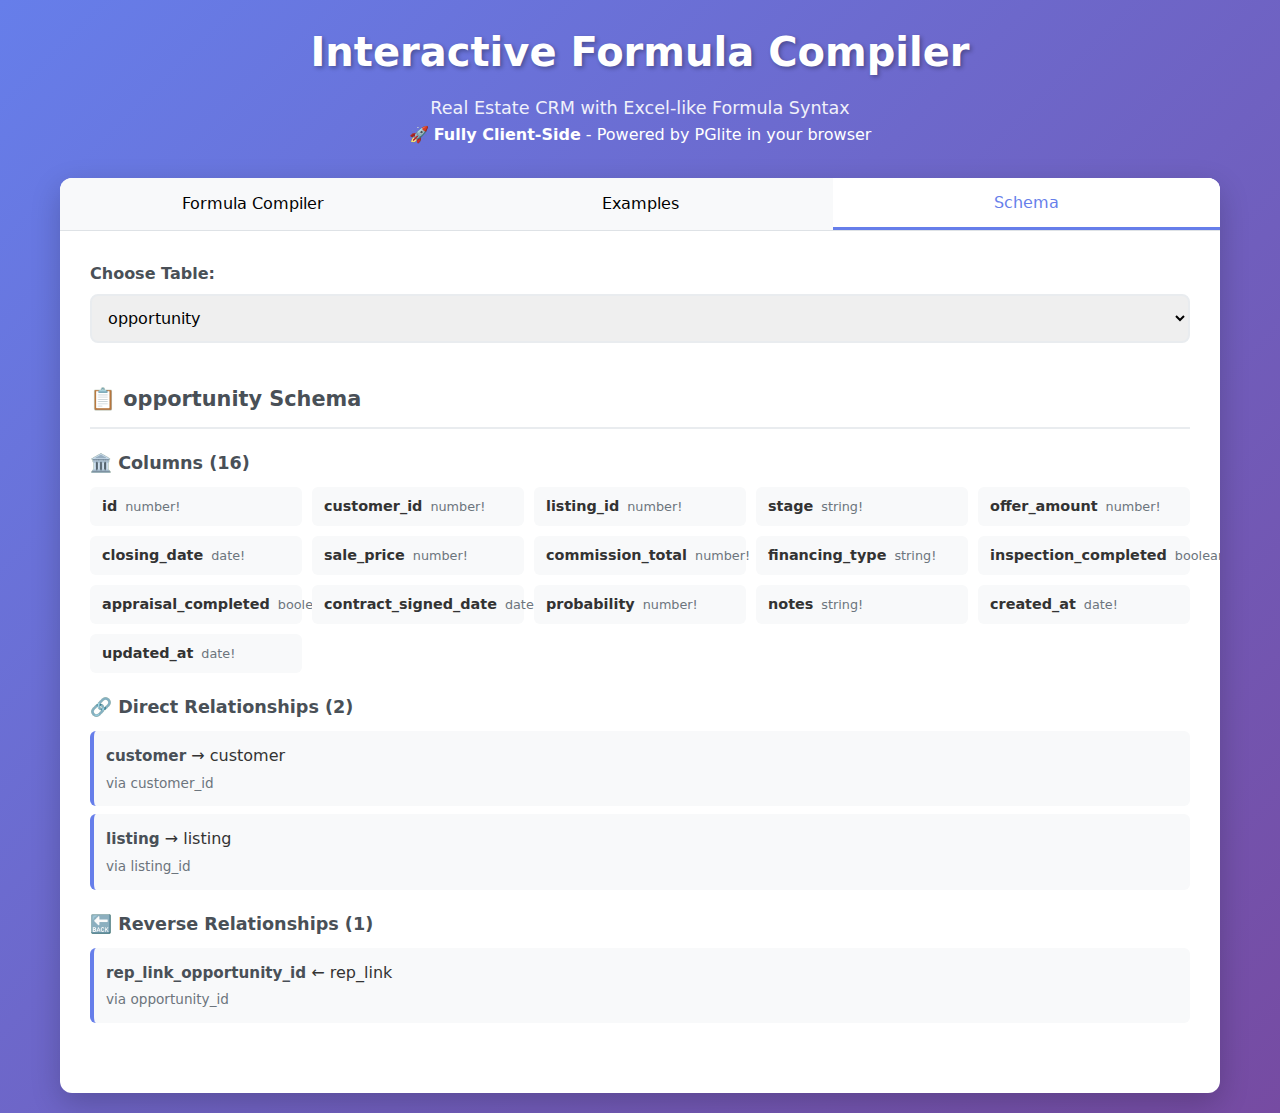 Interactive Formula Compiler
Real Estate CRM with Excel-like Formula Syntax
🚀 Fully Client-Side - Powered by PGlite in your browser
Formula Compiler Examples Schema
Choose Table:
opportunity
📋 opportunity Schema
🏛️ Columns (16)
id number! customer_id number! listing_id number! stage string! offer_amount number!
closing_date date! sale_price number! commission_total number! financing_type string! inspection_completed boolean
appraisal_completed boole contract_signed_date date probability number! notes string! created_at date!
updated_at date!
🔗 Direct Relationships (2)
customer → customer
via customer_id
listing → listing
via listing_id
🔙 Reverse Relationships (1)
rep_link_opportunity_id ← rep_link
via opportunity_id